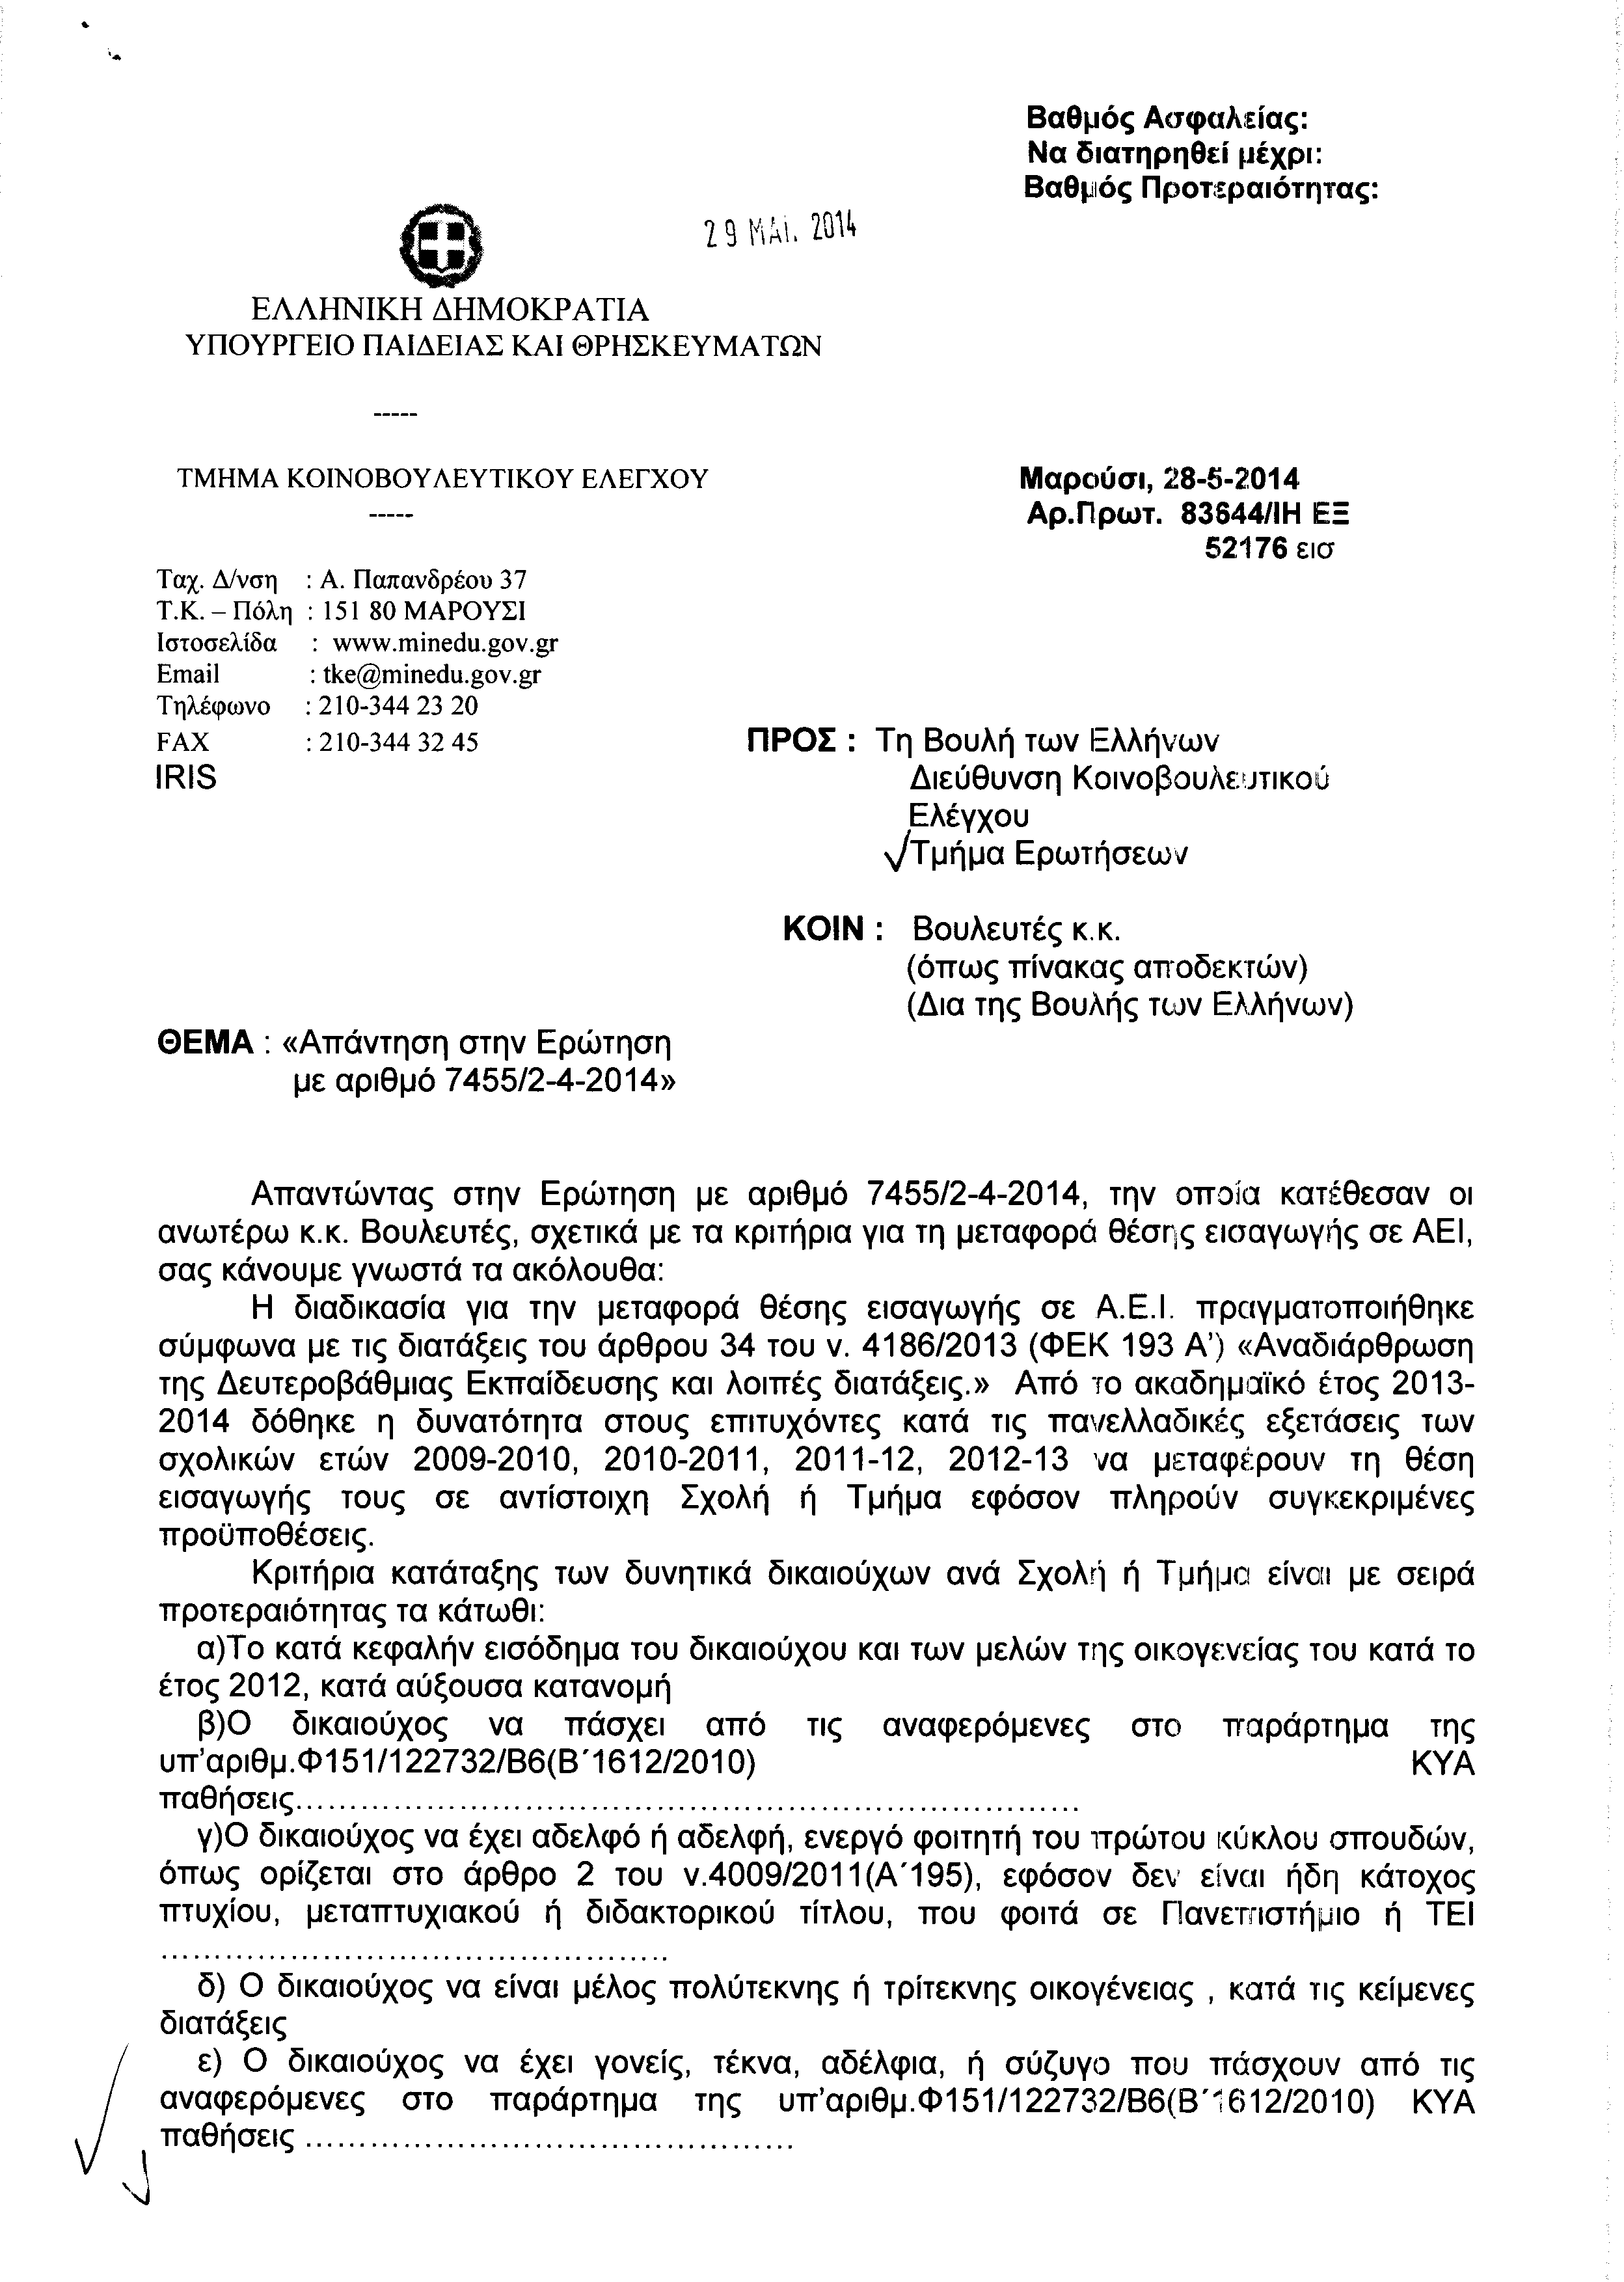 Βαθμός Ασφαλείας:
Να διατηρηθεί μέχρι:
Βαθμός Προτεραιότητας:
29 ΜΑΙ. 2014
ΕΛΛΗΝΙΚΗ ΔΗΜΟΚΡΑΤΙΑ
ΥΠΟΥΡΓΕΙΟ ΠΑΙΔΕΙΑΣ ΚΑΙ ΘΡΗΣΚΕΥΜΑΤΩΝ
-----
ΤΜΗΜΑ ΚΟΙΝΟΒΟΥΛΕΥΤΙΚΟΥ ΕΛΕΓΧΟΥ
-----
Μαρούσι, 28-5-2014
Αρ.Πρωτ. 83644/ΙΗ ΕΞ
52176 εισ
Ταχ. Δ/νση : Α. Παπανδρέου 37
Τ.Κ. – Πόλη : 151 80 ΜΑΡΟΥΣΙ
Ιστοσελίδα : www.minedu.gov.gr
Email : tke@minedu.gov.gr
Τηλέφωνο : 210-344 23 20
FAX : 210-344 32 45
IRIS
ΠΡΟΣ : Τη Βουλή των Ελλήνων
Διεύθυνση Κοινοβουλευτικού
Ελέγχου
√Τμήμα Ερωτήσεων
ΚΟΙΝ : Βουλευτές κ.κ.
(όπως πίνακας αποδεκτών)
(Δια της Βουλής των Ελλήνων)
ΘΕΜΑ : «Απάντηση στην Ερώτηση
με αριθμό 7455/2-4-2014»
Απαντώντας στην Ερώτηση με αριθμό 7455/2-4-2014, την οποία κατέθεσαν οι
ανωτέρω κ.κ. Βουλευτές, σχετικά με τα κριτήρια για τη μεταφορά θέσης εισαγωγής σε ΑΕΙ,
σας κάνουμε γνωστά τα ακόλουθα:
Η διαδικασία για την μεταφορά θέσης εισαγωγής σε Α.Ε.Ι. πραγματοποιήθηκε
σύμφωνα με τις διατάξεις του άρθρου 34 του ν. 4186/2013 (ΦΕΚ 193 Α’) «Αναδιάρθρωση
της Δευτεροβάθμιας Εκπαίδευσης και λοιπές διατάξεις.» Από το ακαδημαϊκό έτος 2013-
2014 δόθηκε η δυνατότητα στους επιτυχόντες κατά τις πανελλαδικές εξετάσεις των
σχολικών ετών 2009-2010, 2010-2011, 2011-12, 2012-13 να μεταφέρουν τη θέση
εισαγωγής τους σε αντίστοιχη Σχολή ή Τμήμα εφόσον πληρούν συγκεκριμένες
προϋποθέσεις.
Κριτήρια κατάταξης των δυνητικά δικαιούχων ανά Σχολή ή Τμήμα είναι με σειρά
προτεραιότητας τα κάτωθι:
α)Το κατά κεφαλήν εισόδημα του δικαιούχου και των μελών της οικογενείας του κατά το
έτος 2012, κατά αύξουσα κατανομή
β)Ο δικαιούχος να πάσχει από τις αναφερόμενες στο παράρτημα της
υπ’αριθμ.Φ151/122732/Β6(Β΄1612/2010) ΚΥΑ
παθήσεις..........................................................................
γ)Ο δικαιούχος να έχει αδελφό ή αδελφή, ενεργό φοιτητή του πρώτου κύκλου σπουδών,
όπως ορίζεται στο άρθρο 2 του ν.4009/2011(Α΄195), εφόσον δεν είναι ήδη κάτοχος
πτυχίου, μεταπτυχιακού ή διδακτορικού τίτλου, που φοιτά σε Πανεπιστήμιο ή ΤΕΙ
................................................
δ) Ο δικαιούχος να είναι μέλος πολύτεκνης ή τρίτεκνης οικογένειας , κατά τις κείμενες
διατάξεις
ε) Ο δικαιούχος να έχει γονείς, τέκνα, αδέλφια, ή σύζυγο που πάσχουν από τις
αναφερόμενες στο παράρτημα της υπ’αριθμ.Φ151/122732/Β6(Β΄1612/2010) ΚΥΑ
παθήσεις ..............................................